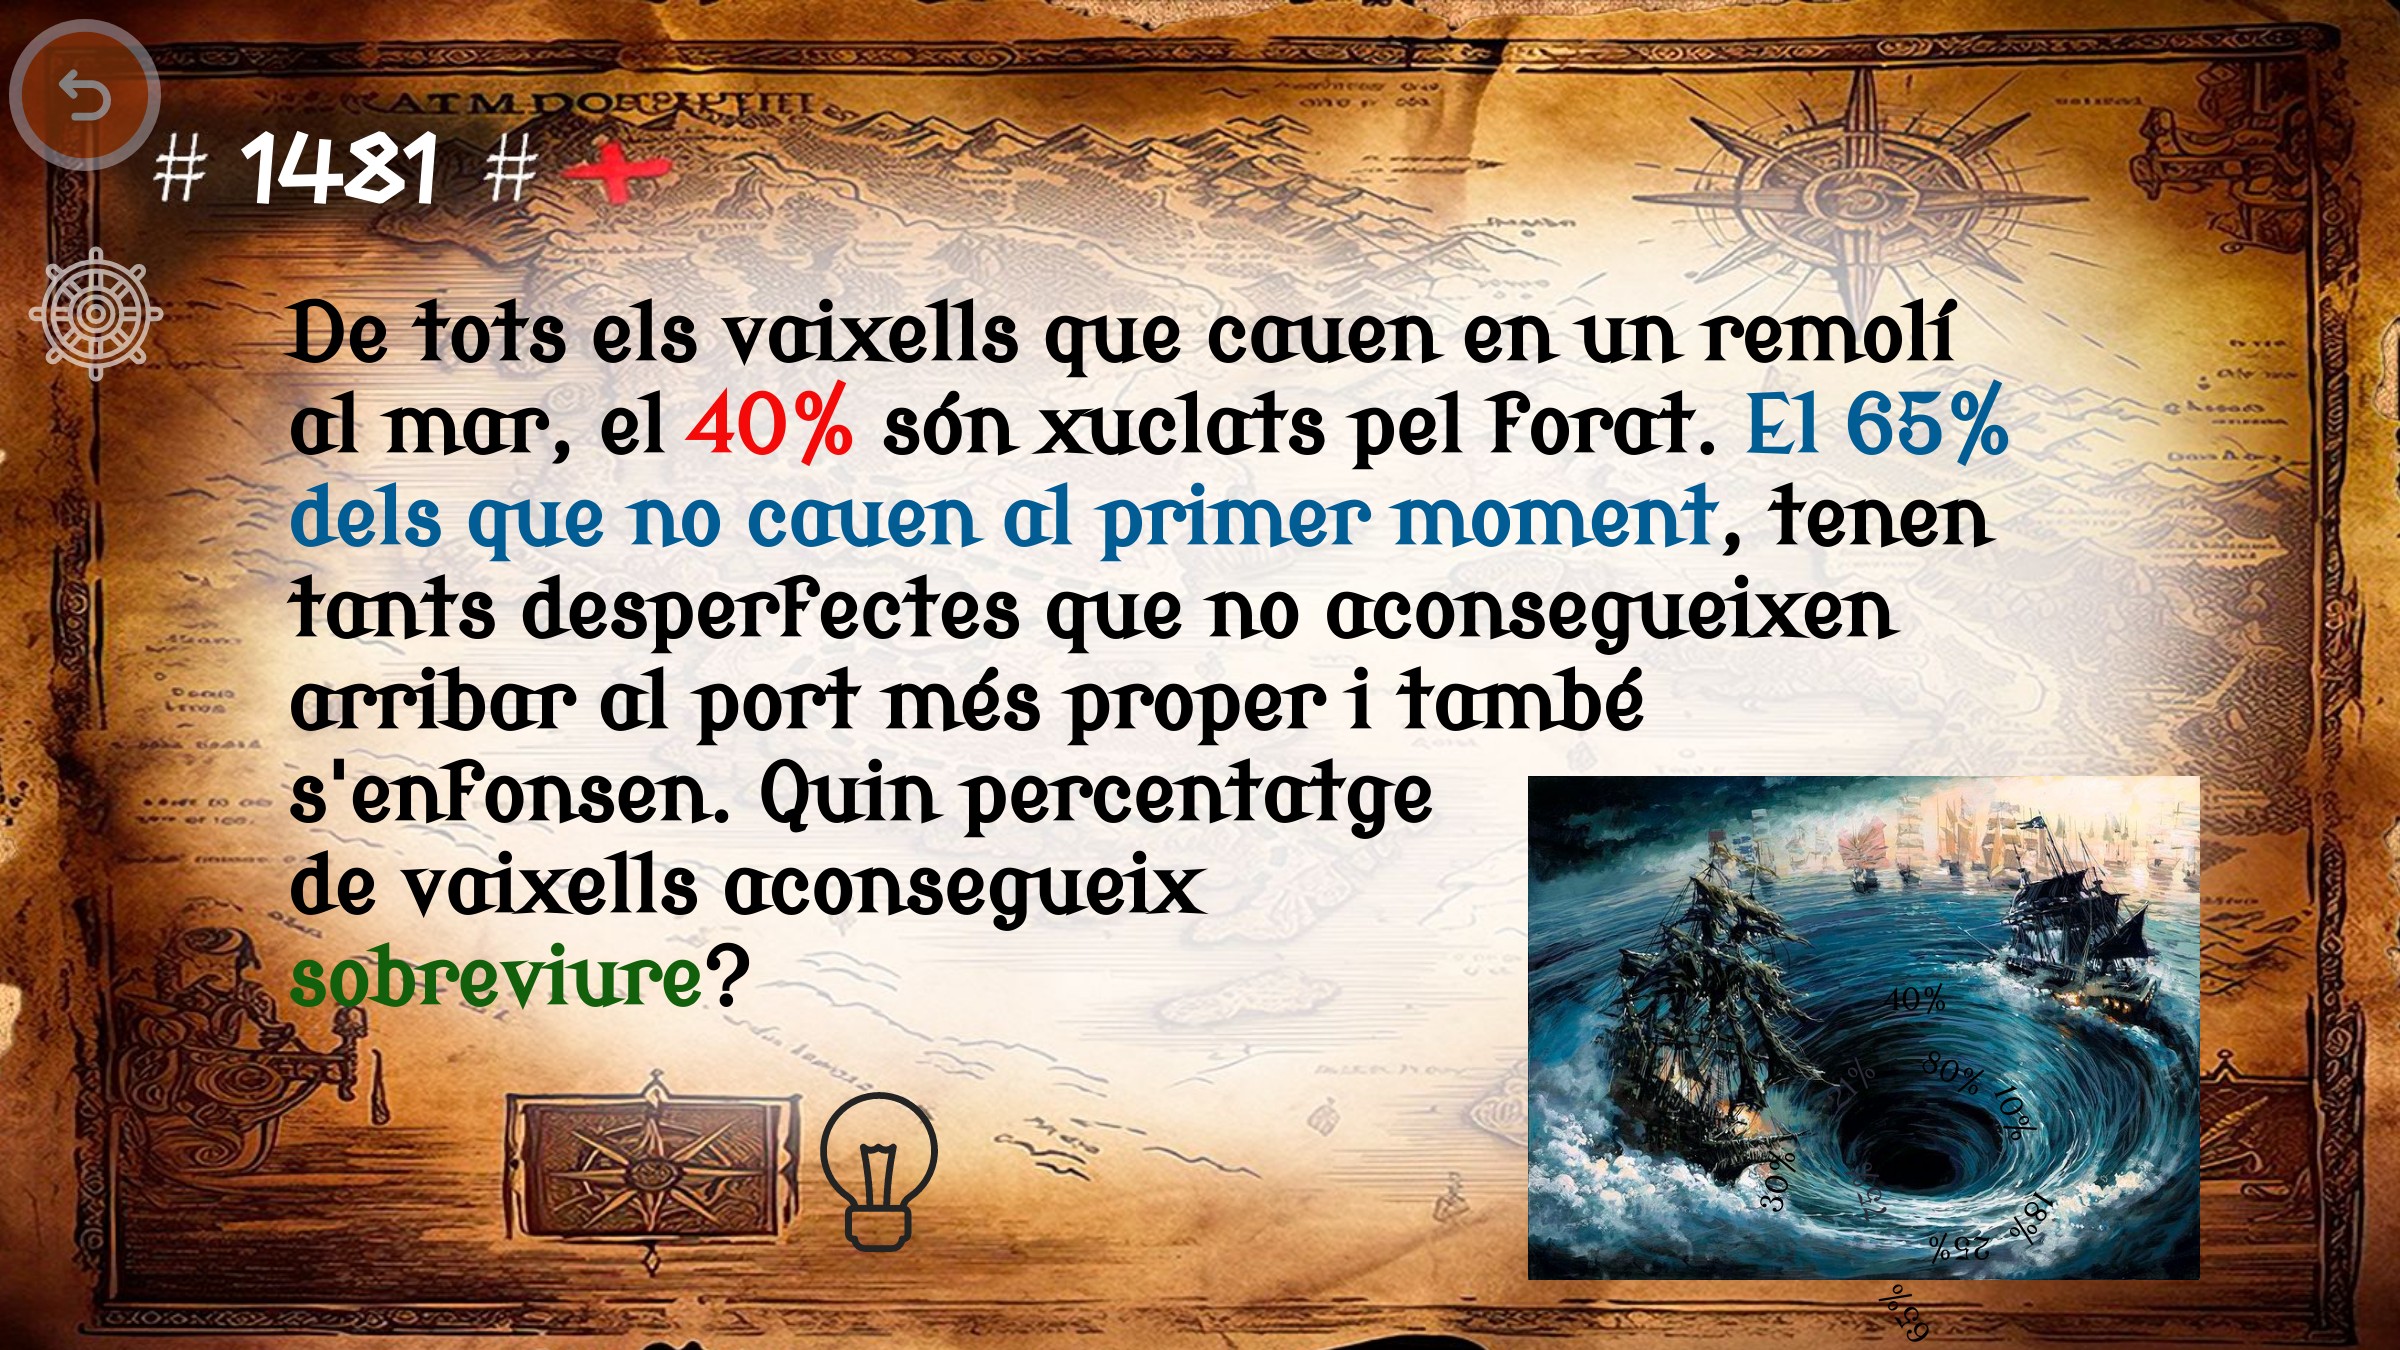 # 1481 #
De tots els vaixells que cauen en un remolí
al mar, el 40% són xuclats pel forat. El 65%
dels que no cauen al primer moment, tenen
tants desperfectes que no aconsegueixen
arribar al port més proper i també
s'enfonsen. Quin percentatge
de vaixells aconsegueix
sobreviure?
40%
80%
10%
30%
18%
25%
65%